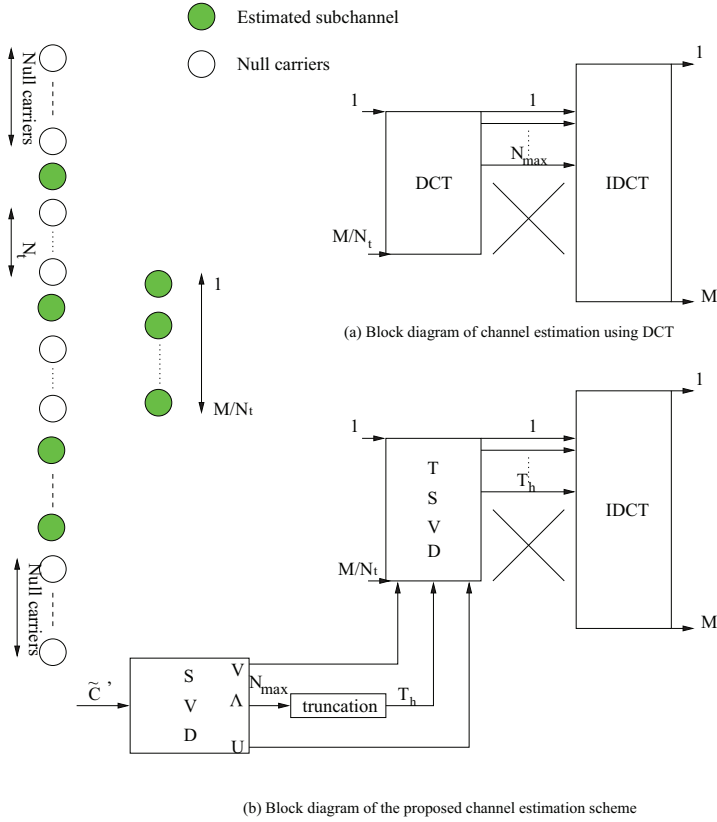 Estimated subchannel
Null carriers
Null carriers
N_t
Null carriers
1
M/N_t
1
M/N_t
DCT
1
N_max
IDCT
1
M
(a) Block diagram of channel estimation using DCT
1
M/N_t
T
S
V
D
1
T_h
IDCT
1
M
C̃ '
S
V
D
V
Λ
U
N_max
truncation
T_h
(b) Block diagram of the proposed channel estimation scheme